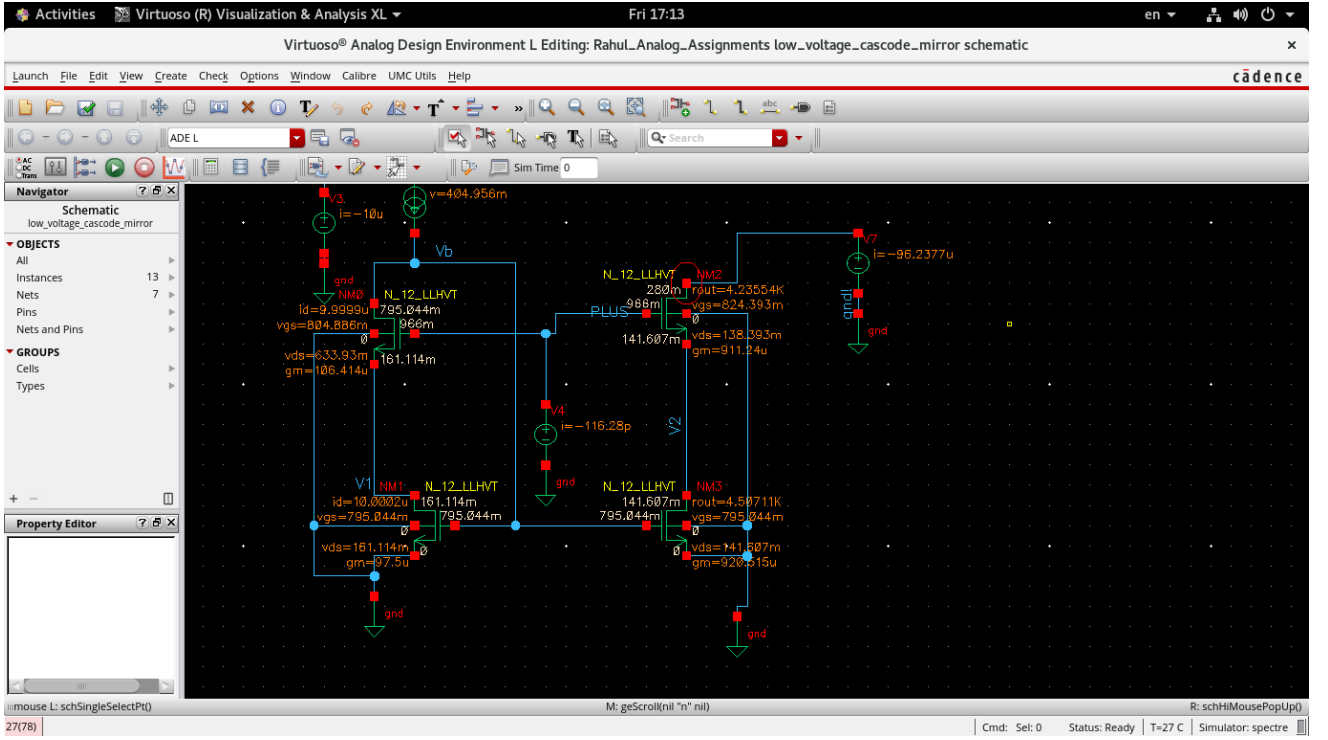 Activities Virtuoso (R) Visualization & Analysis XL Fri 17:13 en
Virtuoso® Analog Design Environment L Editing: Rahul_Analog_Assignments low_voltage_cascode_mirror schematic ×
Launch File Edit View Create Check Options Window Calibre UMC Utils Help cādence
T T » abc
ADE L T Search
AC DC Trans Sim Time 0
Navigator
Schematic
low_voltage_cascode_mirror
OBJECTS
All
Instances 13
Nets 7
Pins
Nets and Pins
GROUPS
Cells
Types
Property Editor
V3
i=-10u
gnd
v=404.956m
Vb
NM0 N_12_LLHVT
id=9.9999u 795.044m
vgs=804.886m 966m
0
vds=633.93m 161.114m
gm=106.414u
V1 NM1 N_12_LLHVT
id=10.0002u 161.114m
vgs=795.044m 795.044m
0
vds=161.114m 0
gm=97.5u
gnd
V4
i=-116.28p
gnd
N_12_LLHVT NM2
280m rout=4.23554K
PLUS 966m vgs=824.393m
0
141.607m vds=138.393m
gm=911.24u
V2
N_12_LLHVT NM3
141.607m rout=4.50711K
795.044m vgs=795.044m
0
0 vds=141.607m
gm=920.515u
gnd
V7
i=-96.2377u
gnd!
gnd
mouse L: schSingleSelectPt() M: geScroll(nil "n" nil) R: schHiMousePopUp()
27(78) Cmd: Sel: 0 Status: Ready T=27 C Simulator: spectre